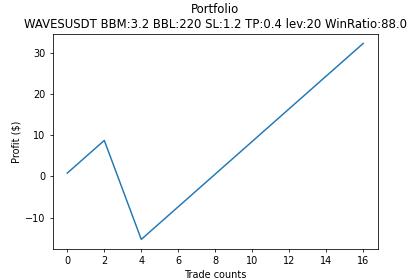 Portfolio
WAVESUSDT BBM:3.2 BBL:220 SL:1.2 TP:0.4 lev:20 WinRatio:88.0
30
20
10
0
−10
Profit ($)
0 2 4 6 8 10 12 14 16
Trade counts